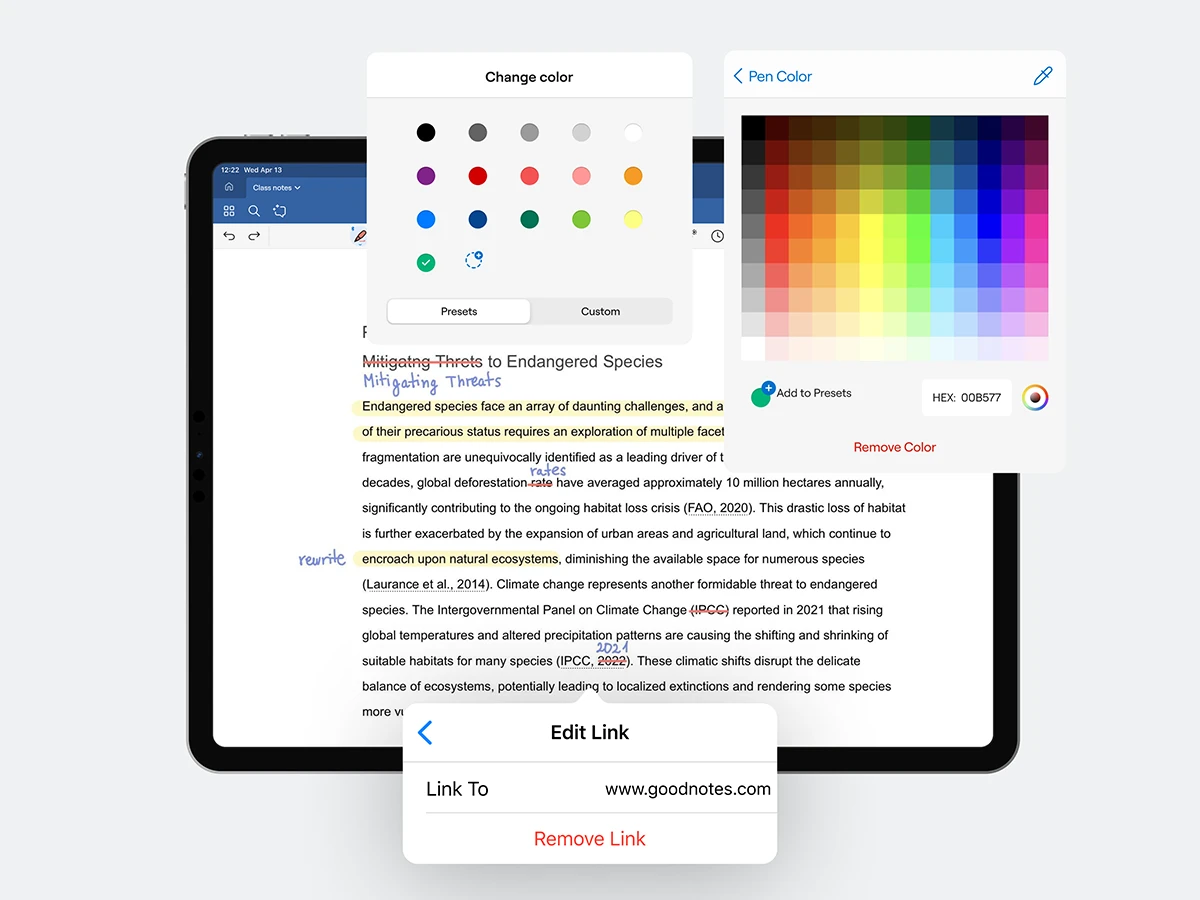 Change color
Presets
Custom
Pen Color
Add to Presets
HEX: 00B577
Remove Color
12:22 Wed Apr 13
Class notes
Mitigatng Threts to Endangered Species
Mitigating Threats
Endangered species face an array of daunting challenges, and a
of their precarious status requires an exploration of multiple facet
fragmentation are unequivocally identified as a leading driver of t
rates
decades, global deforestation rate have averaged approximately 10 million hectares annually,
significantly contributing to the ongoing habitat loss crisis (FAO, 2020). This drastic loss of habitat
is further exacerbated by the expansion of urban areas and agricultural land, which continue to
rewrite
encroach upon natural ecosystems, diminishing the available space for numerous species
(Laurance et al., 2014). Climate change represents another formidable threat to endangered
species. The Intergovernmental Panel on Climate Change (IPCC) reported in 2021 that rising
global temperatures and altered precipitation patterns are causing the shifting and shrinking of
2021
suitable habitats for many species (IPCC, 2022). These climatic shifts disrupt the delicate
balance of ecosystems, potentially leading to localized extinctions and rendering some species
more
Edit Link
Link To
www.goodnotes.com
Remove Link